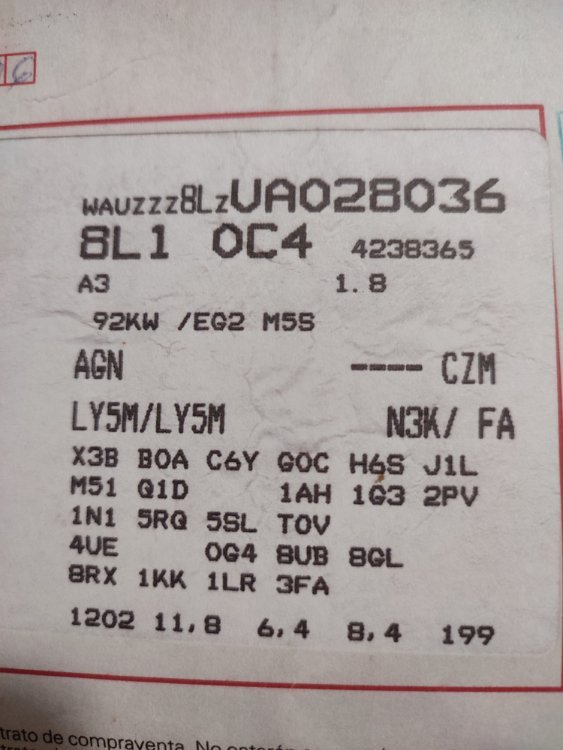 WAUZZZ8LZUA028036
8L1 0C4 4238365
A3 1.8
92KW /EG2 M5S
AGN ---- CZM
LY5M/LY5M N3K/ FA
X3B B0A C6Y G0C H6S J1L
M51 Q1D 1AH 1G3 2PV
1N1 5RQ 5SL T0V
4UE 0G4 8UB 8GL
8RX 1KK 1LR 3FA
1202 11,8 6,4 8,4 199
trato de compraventa. No